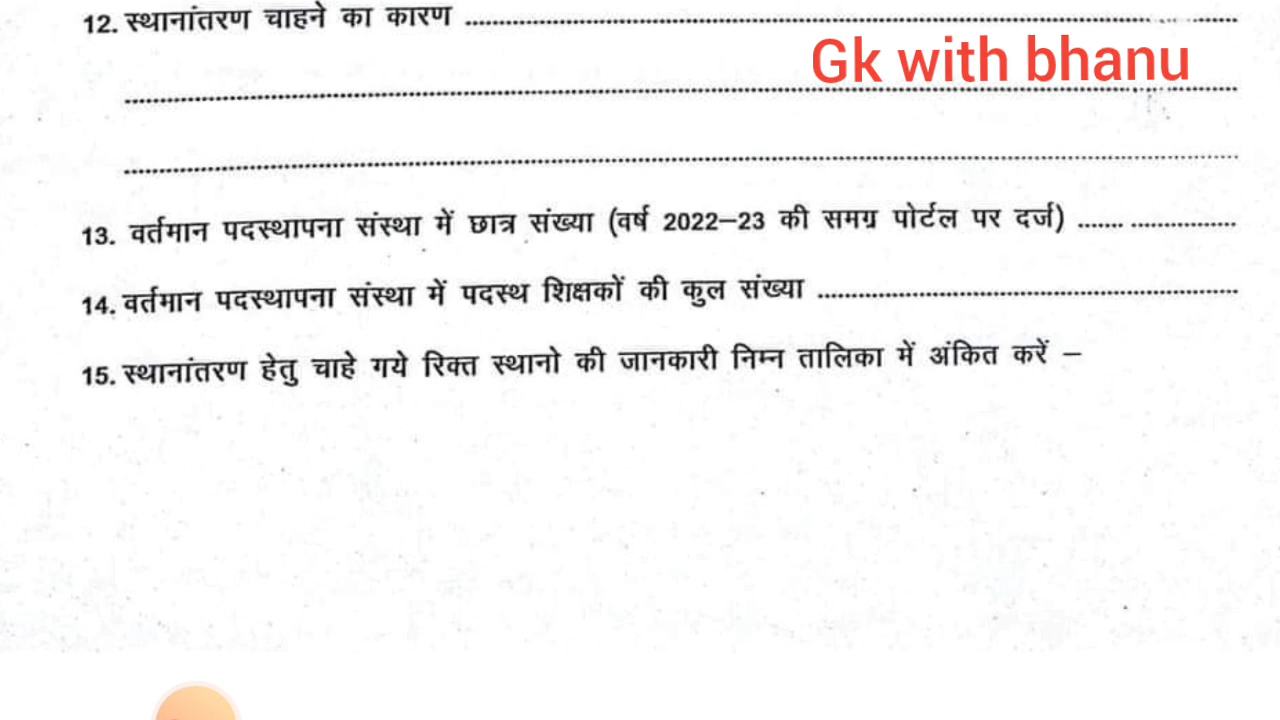 12. स्थानांतरण चाहने का कारण ........................................................
Gk with bhanu
................................................................................
................................................................................
13. वर्तमान पदस्थापना संस्था में छात्र संख्या (वर्ष 2022–23 की समग्र पोर्टल पर दर्ज) ....... ................
14. वर्तमान पदस्थापना संस्था में पदस्थ शिक्षकों की कुल संख्या ........................................
15. स्थानांतरण हेतु चाहे गये रिक्त स्थानो की जानकारी निम्न तालिका में अंकित करें –